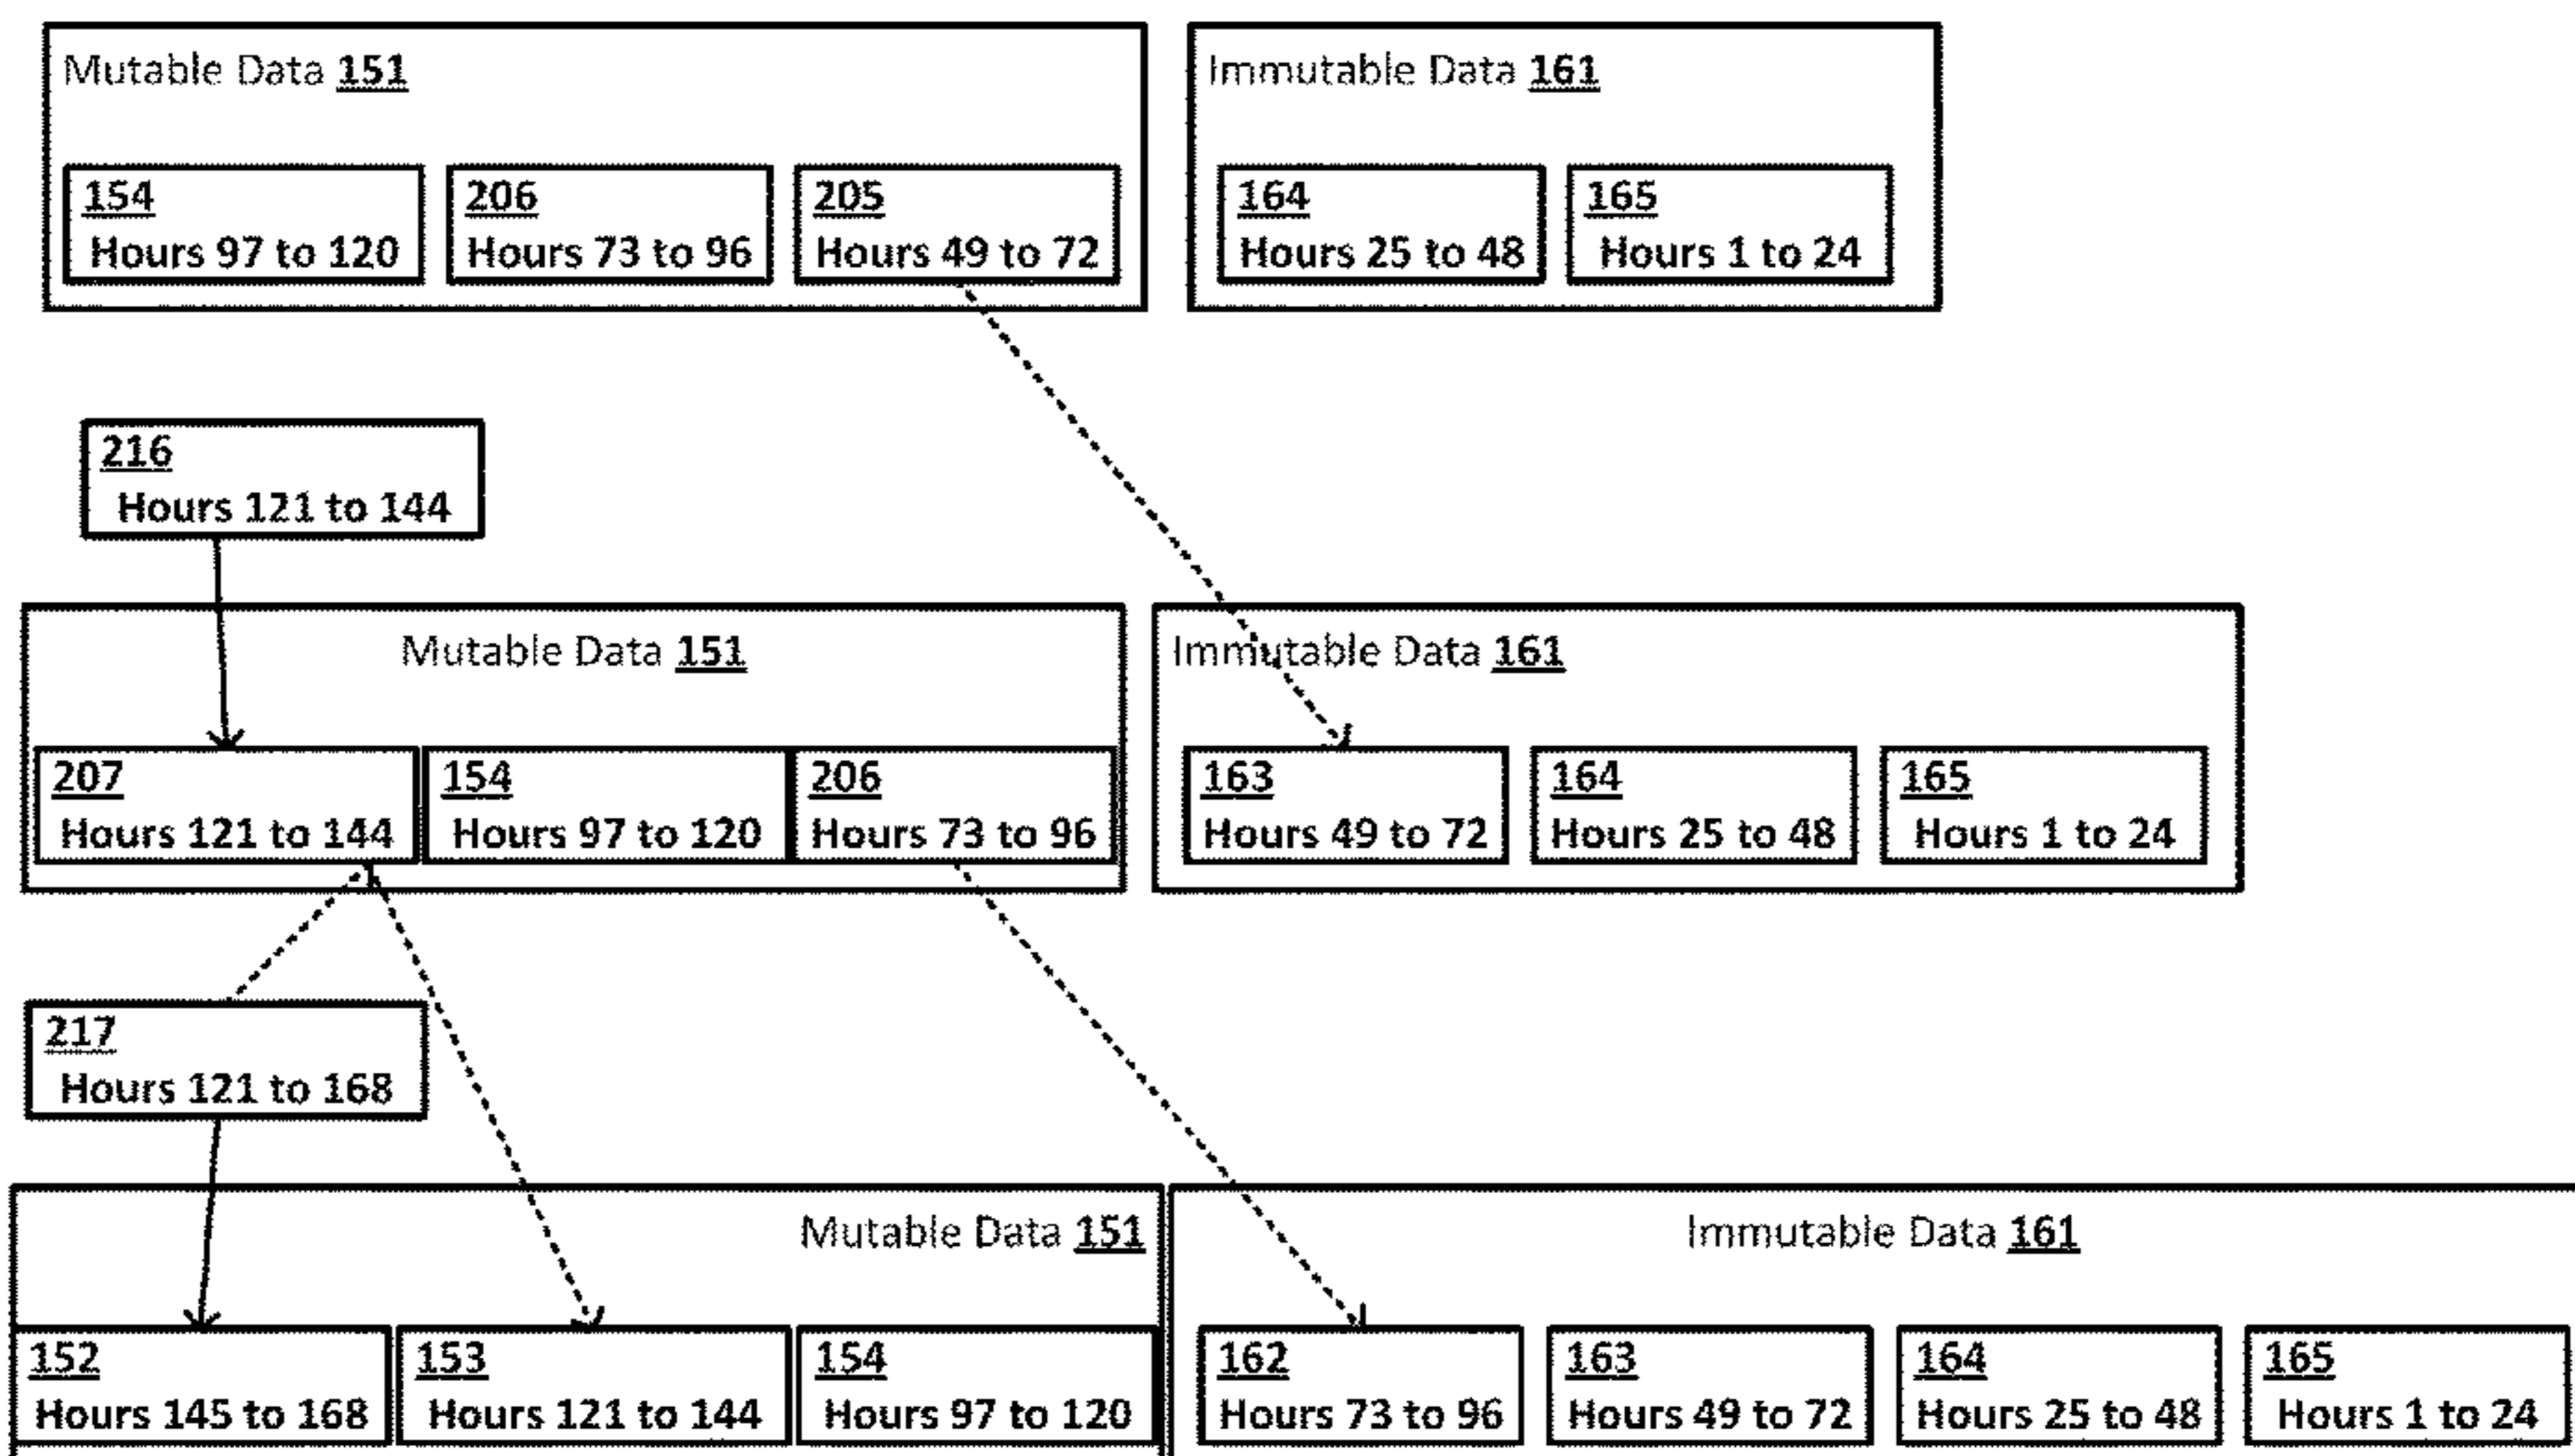 Mutable Data 151
Immutable Data 161
154
Hours 97 to 120
206
Hours 73 to 96
205
Hours 49 to 72
164
Hours 25 to 48
165
Hours 1 to 24
216
Hours 121 to 144
Mutable Data 151
Immutable Data 161
207
Hours 121 to 144
154
Hours 97 to 120
206
Hours 73 to 96
163
Hours 49 to 72
164
Hours 25 to 48
165
Hours 1 to 24
217
Hours 121 to 168
Mutable Data 151
Immutable Data 161
152
Hours 145 to 168
153
Hours 121 to 144
154
Hours 97 to 120
162
Hours 73 to 96
163
Hours 49 to 72
164
Hours 25 to 48
165
Hours 1 to 24